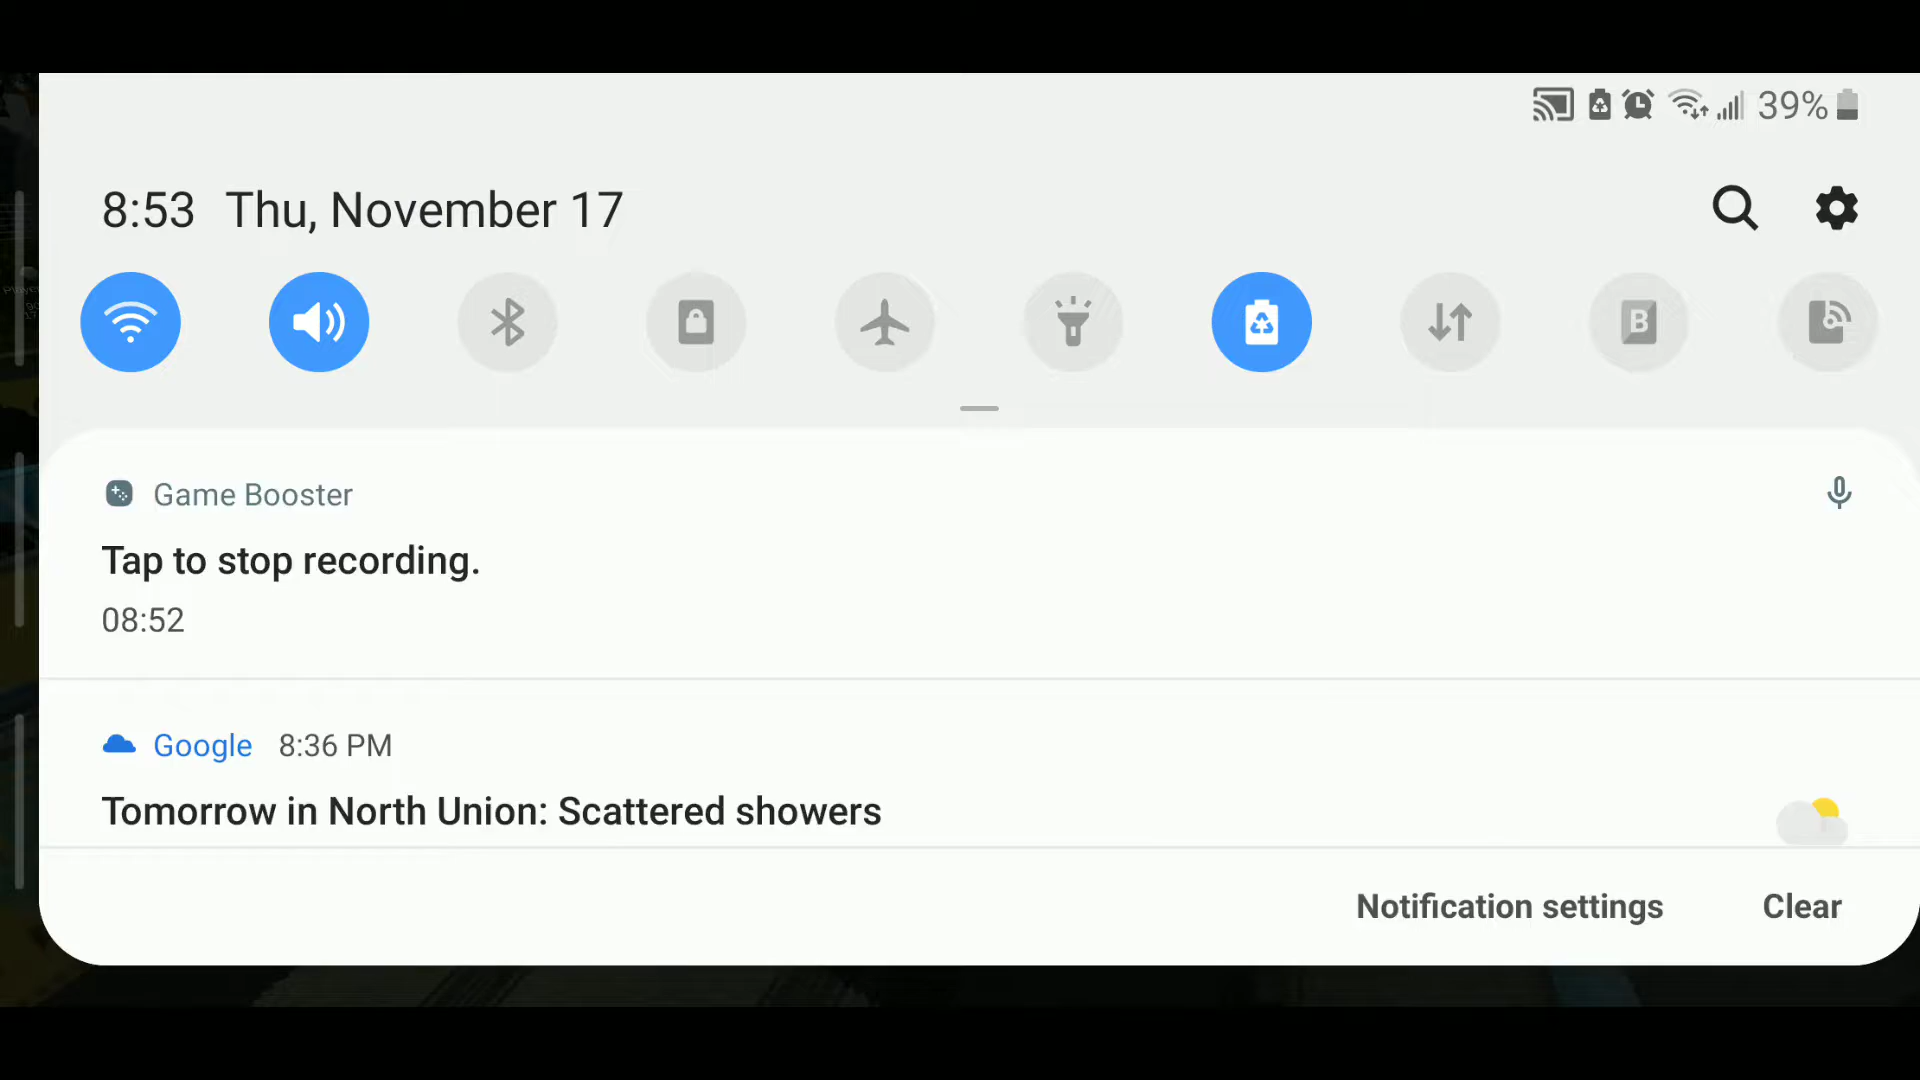 39%
8:53 Thu, November 17
B
Game Booster
Tap to stop recording.
08:52
Google 8:36 PM
Tomorrow in North Union: Scattered showers
Notification settings Clear